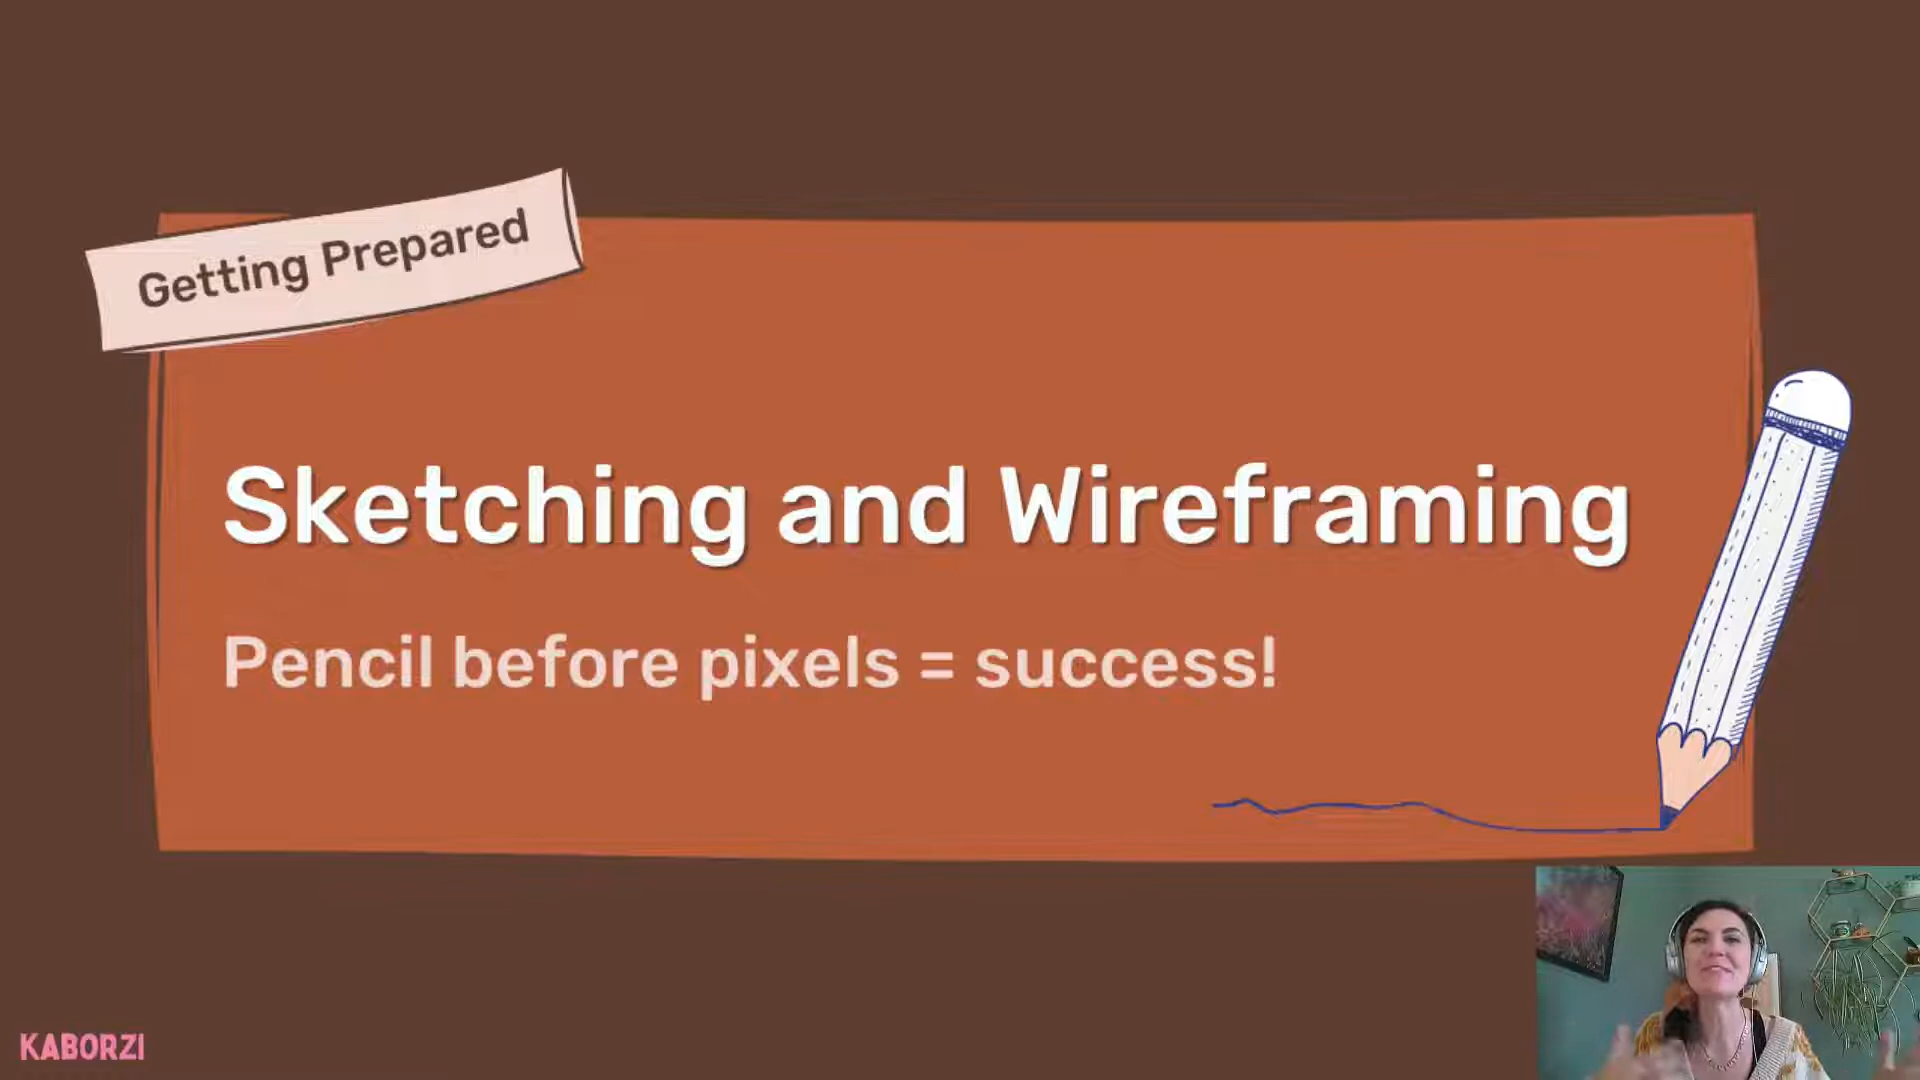 Getting Prepared
Sketching and Wireframing
Pencil before pixels = success!
KABORZI